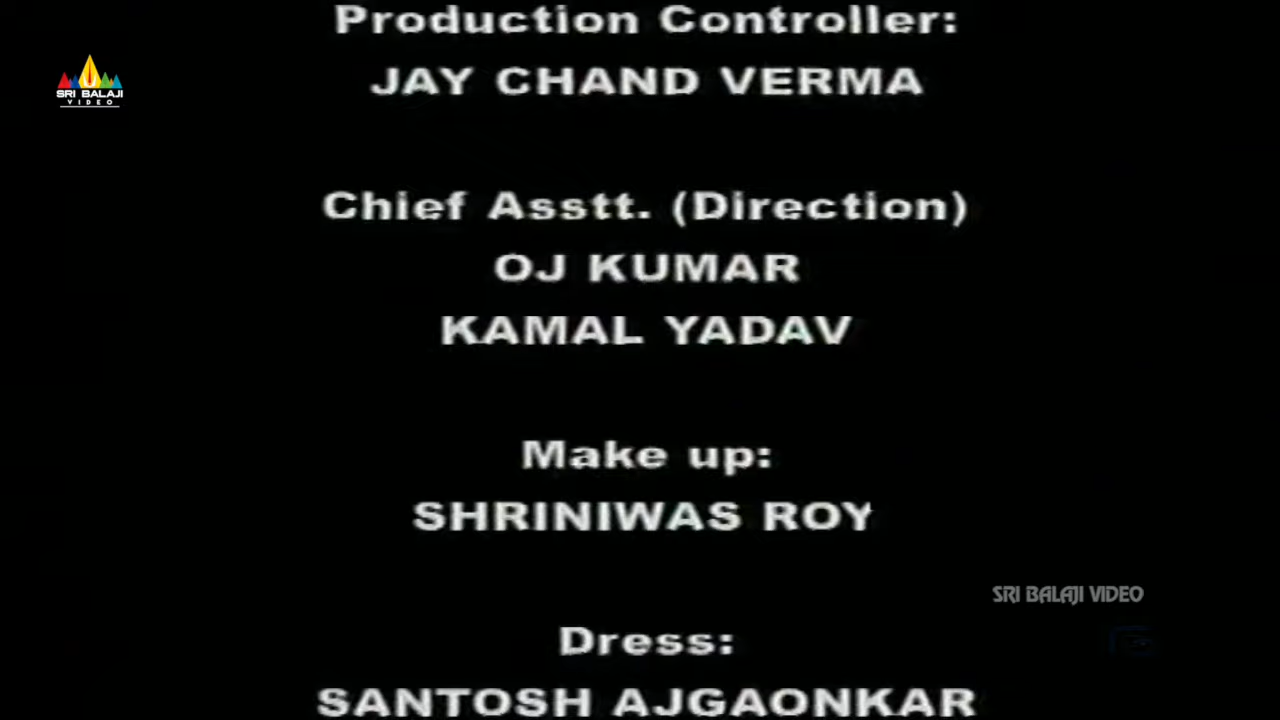 Production Controller:
JAY CHAND VERMA
SRI BALAJI
VIDEO
Chief Asstt. (Direction)
OJ KUMAR
KAMAL YADAV
Make up:
SHRINIWAS ROY
SRI BALAJI VIDEO
Dress:
SANTOSH AJGAONKAR